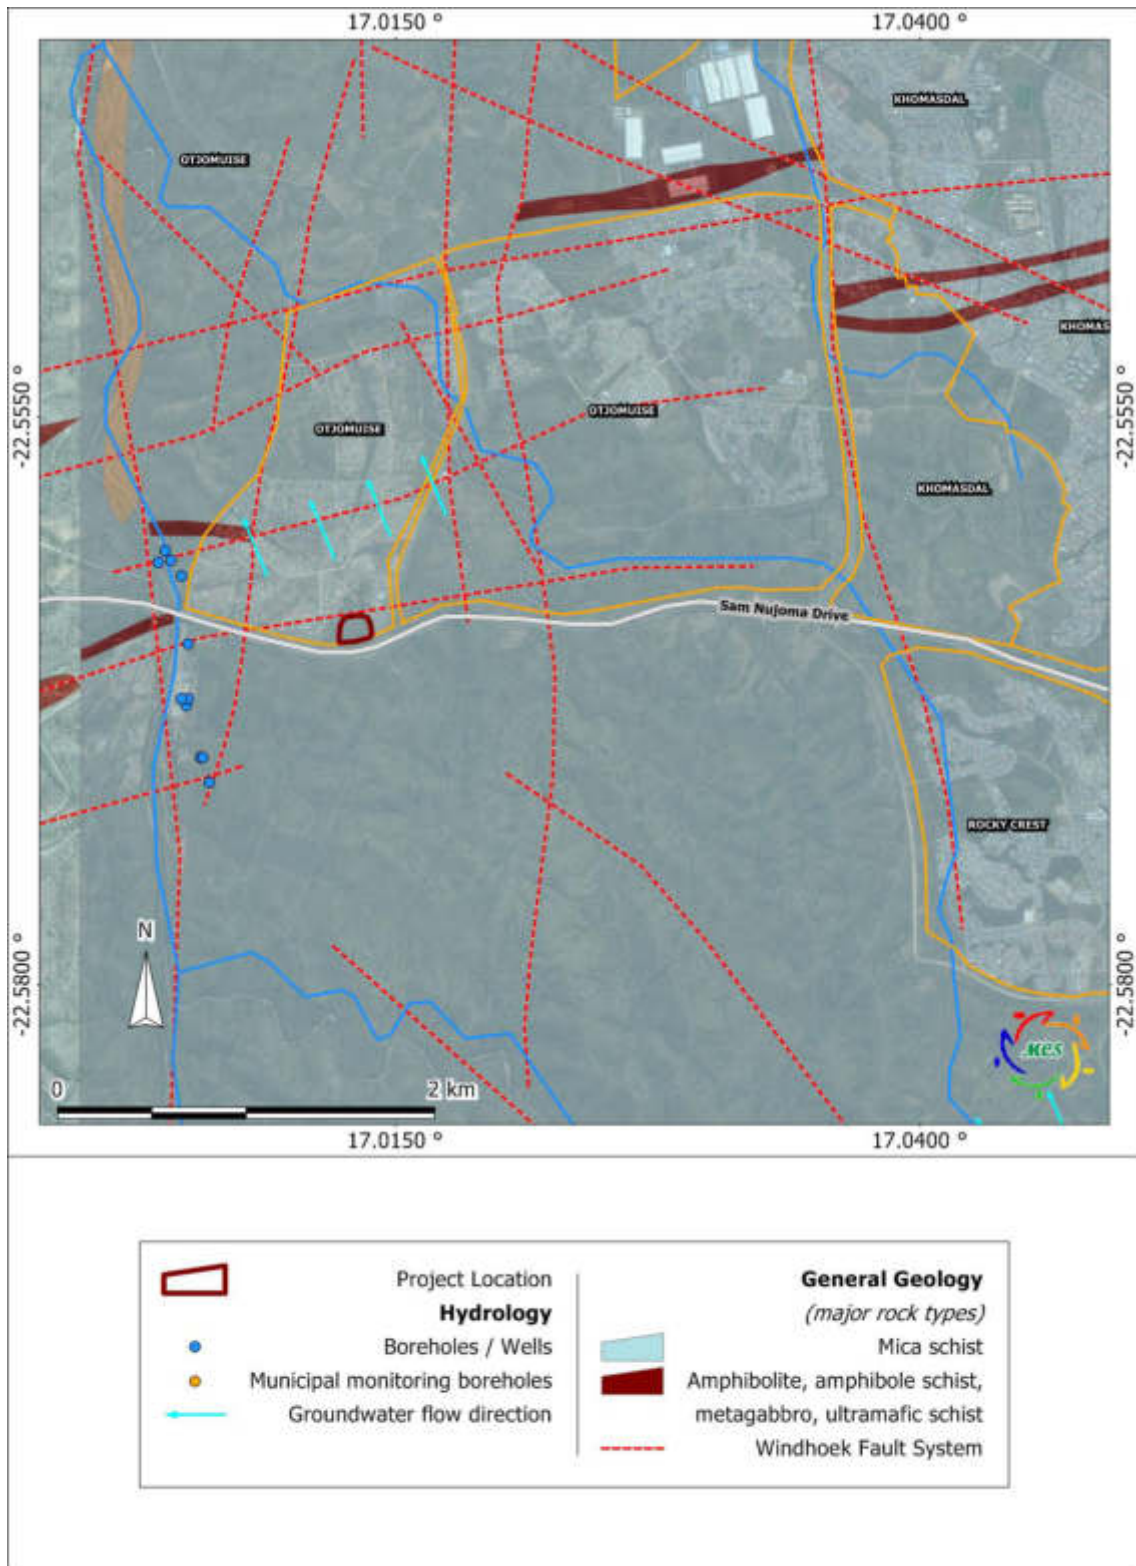 17.0150 °
17.0400 °
KHOMASDAL
OTJOMUISE
KHOMAS
-22.5550 °
-22.5550 °
OTJOMUISE
OTJOMUISE
KHOMASDAL
Sam Nujoma Drive
ROCKY CREST
N
-22.5800 °
-22.5800 °
MCS
0
2 km
17.0150 °
17.0400 °
Project Location
Hydrology
Boreholes / Wells
Municipal monitoring boreholes
Groundwater flow direction
General Geology
(major rock types)
Mica schist
Amphibolite, amphibole schist,
metagabbro, ultramafic schist
Windhoek Fault System